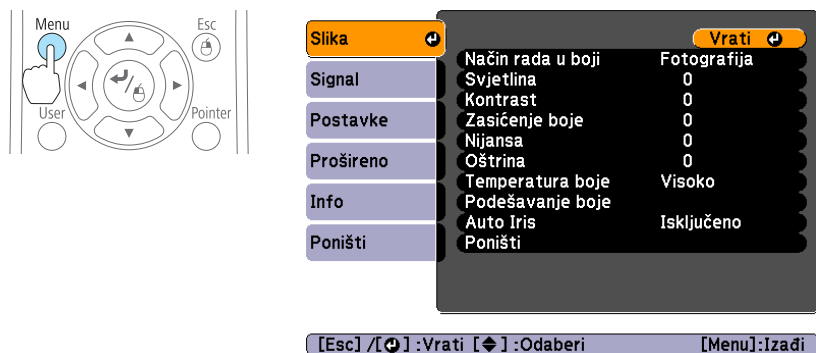 Menu
Esc
User
Pointer
Slika
Signal
Postavke
Prošireno
Info
Poništi
Vrati
Način rada u boji Fotografija
Svjetlina 0
Kontrast 0
Zasićenje boje 0
Nijansa 0
Oštrina 0
Temperatura boje Visoko
Podešavanje boje
Auto Iris Isključeno
Poništi
[Esc] /[ ] :Vrati [ ] :Odaberi [Menu]:Izađi